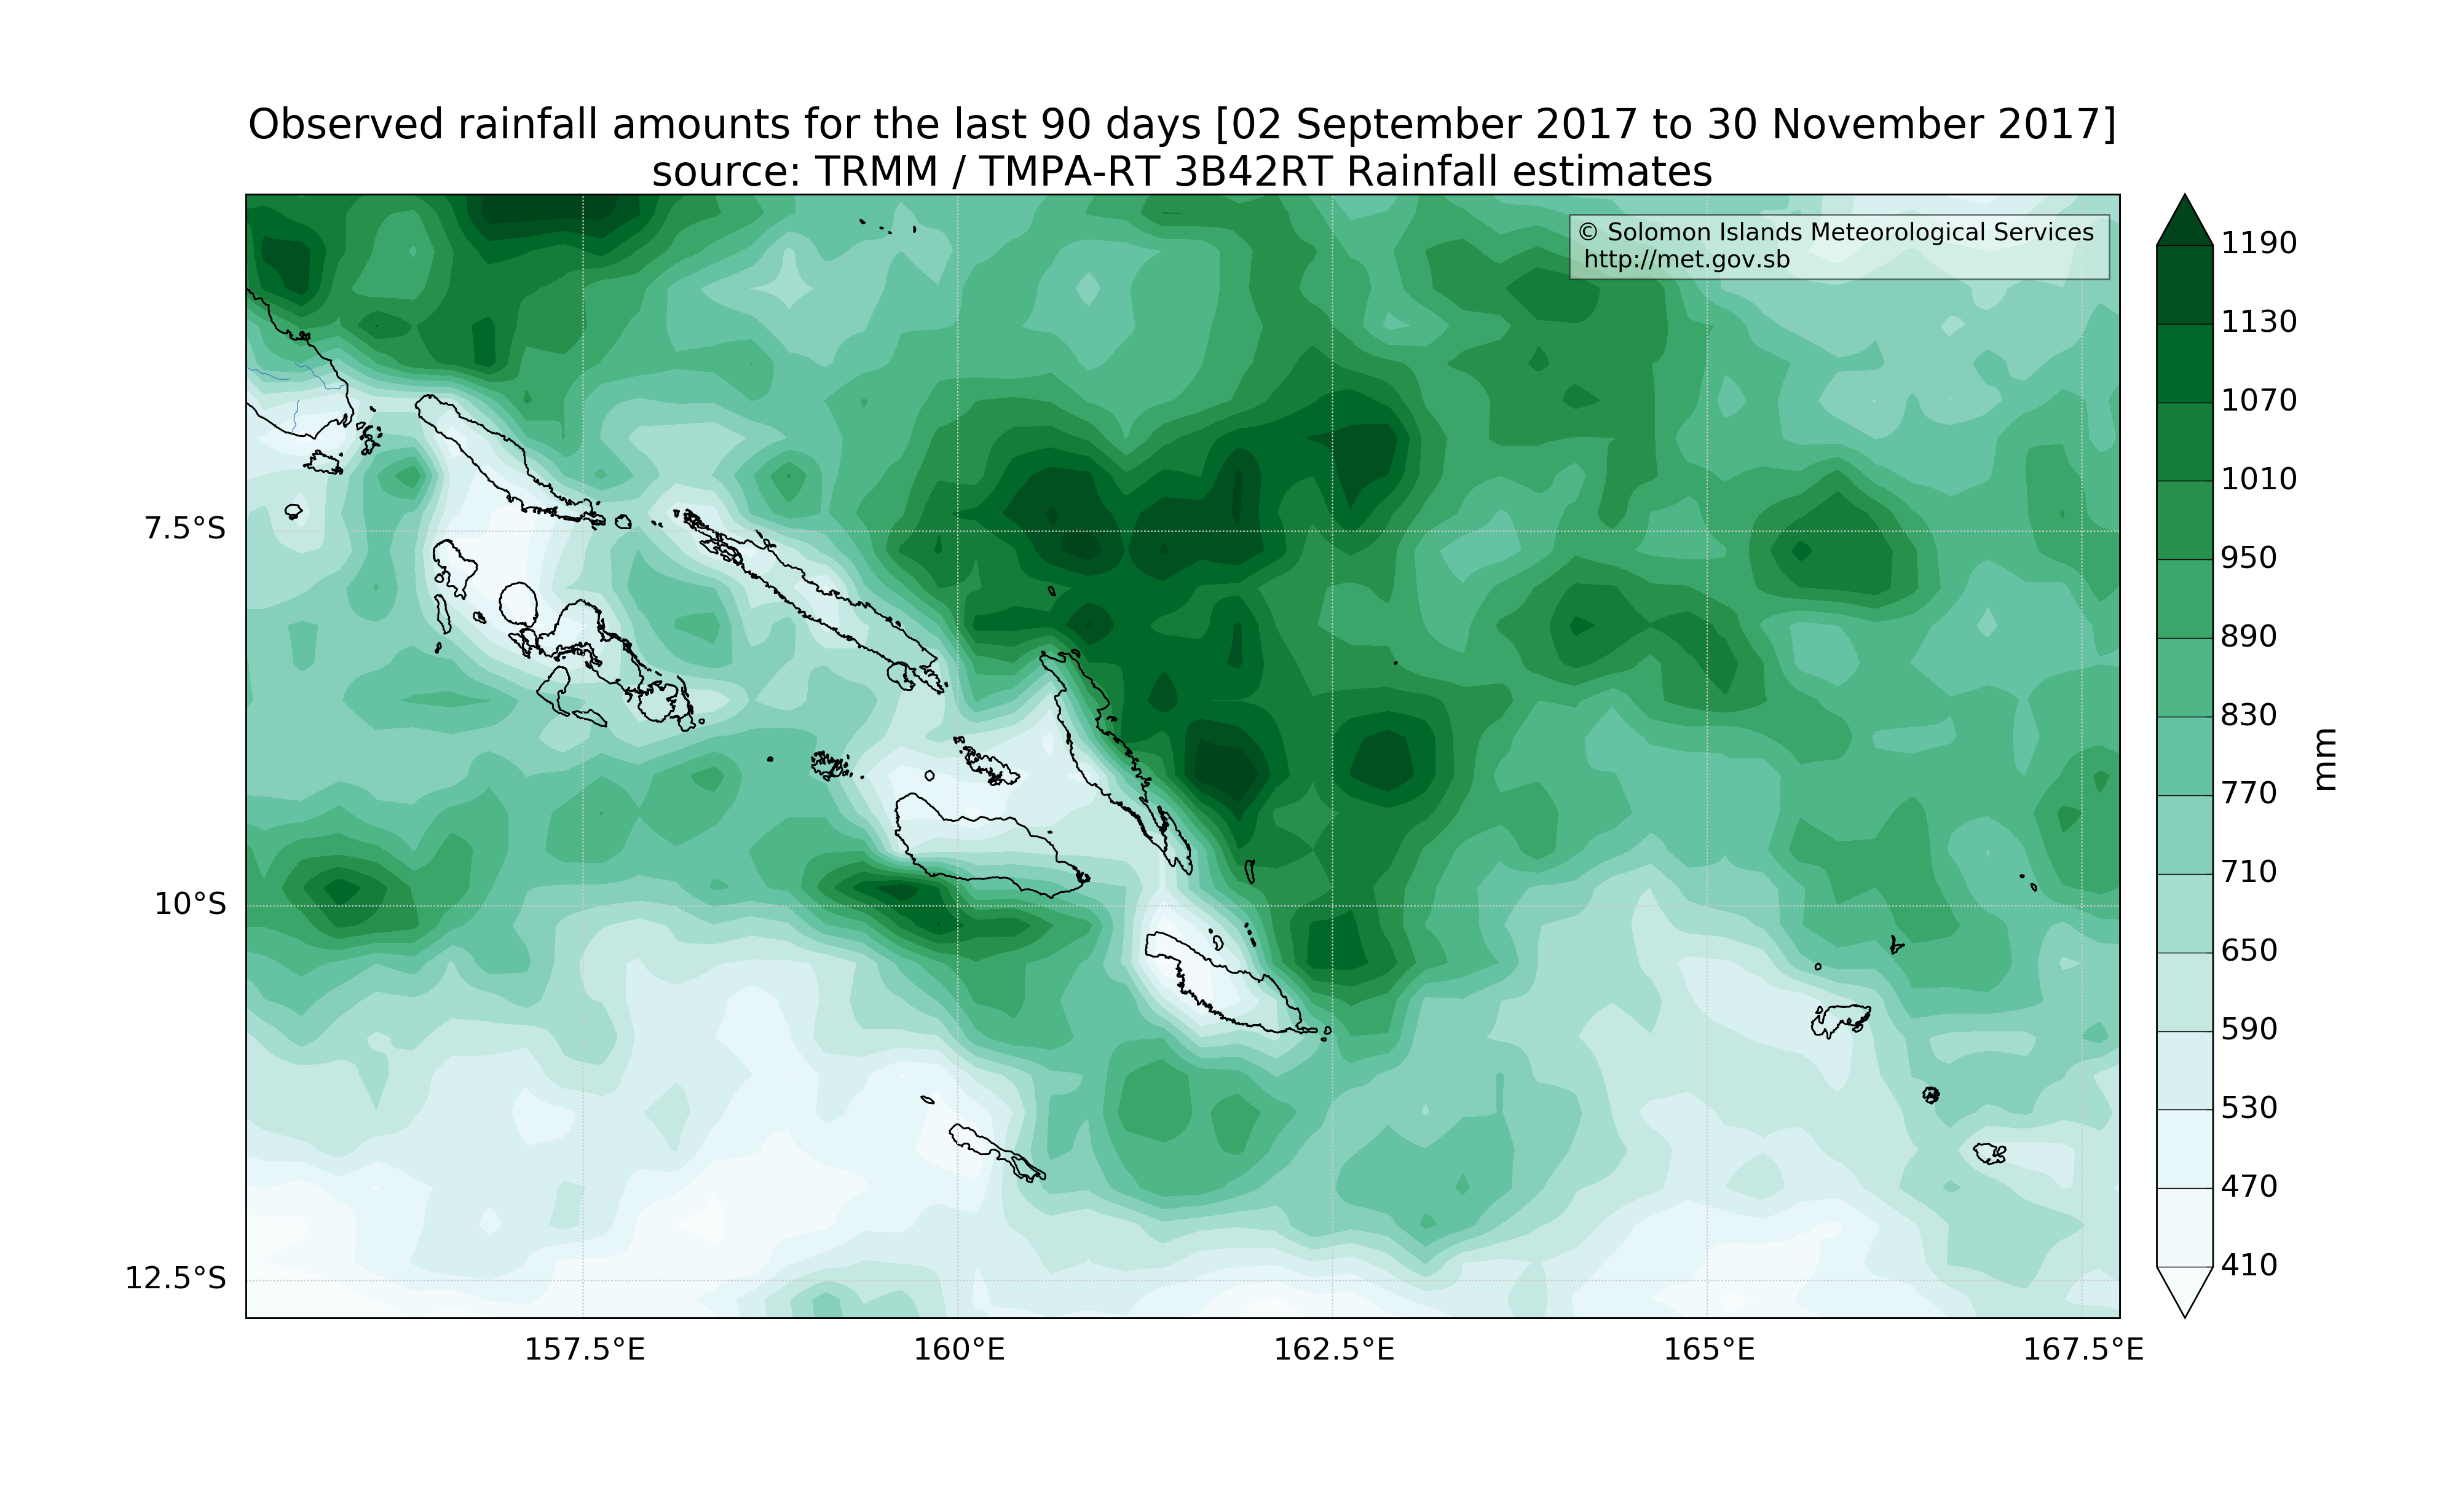 Observed rainfall amounts for the last 90 days [02 September 2017 to 30 November 2017]
source: TRMM / TMPA-RT 3B42RT Rainfall estimates
© Solomon Islands Meteorological Services
http://met.gov.sb
7.5°S
10°S
12.5°S
157.5°E
160°E
162.5°E
165°E
167.5°E
1190
1130
1070
1010
950
890
830
770
710
650
590
530
470
410
mm